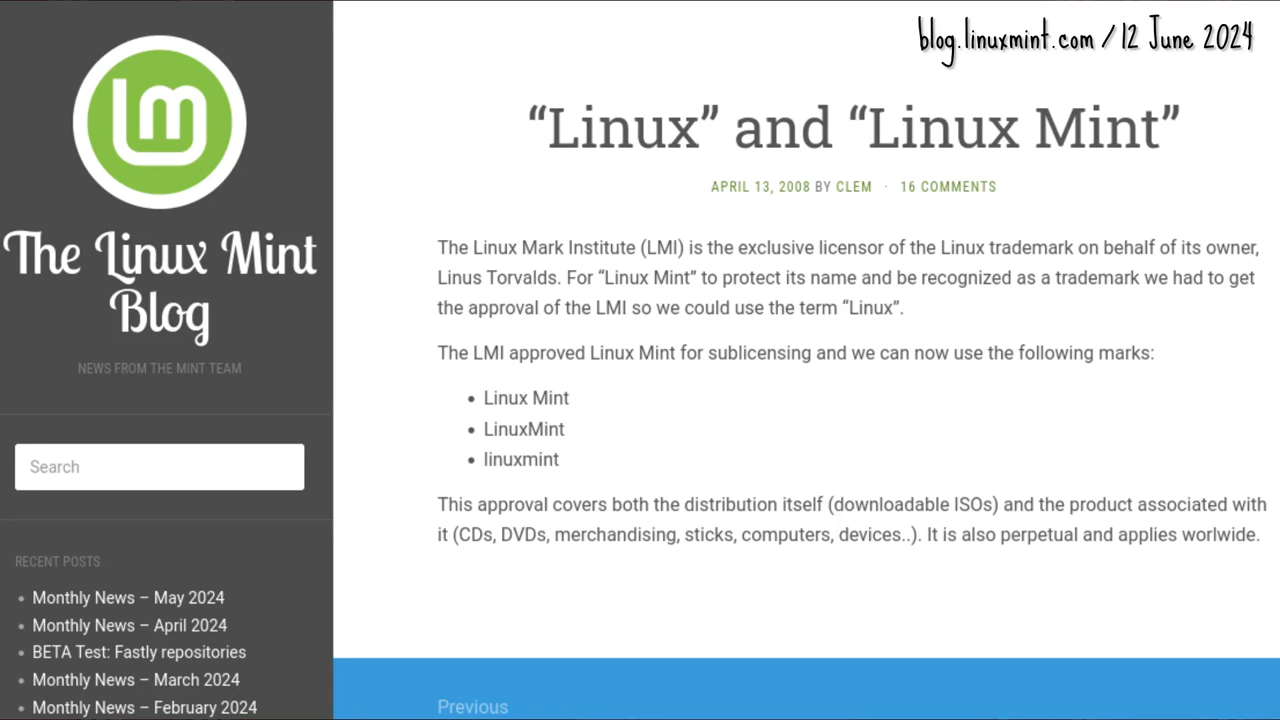 blog.linuxmint.com / 12 June 2024
lm
The Linux Mint
Blog
NEWS FROM THE MINT TEAM
Search
RECENT POSTS
Monthly News – May 2024
Monthly News – April 2024
BETA Test: Fastly repositories
Monthly News – March 2024
Monthly News – February 2024
“Linux” and “Linux Mint”
APRIL 13, 2008 BY CLEM · 16 COMMENTS
The Linux Mark Institute (LMI) is the exclusive licensor of the Linux trademark on behalf of its owner,
Linus Torvalds. For “Linux Mint” to protect its name and be recognized as a trademark we had to get
the approval of the LMI so we could use the term “Linux”.
The LMI approved Linux Mint for sublicensing and we can now use the following marks:
• Linux Mint
• LinuxMint
• linuxmint
This approval covers both the distribution itself (downloadable ISOs) and the product associated with
it (CDs, DVDs, merchandising, sticks, computers, devices..). It is also perpetual and applies worlwide.
Previous